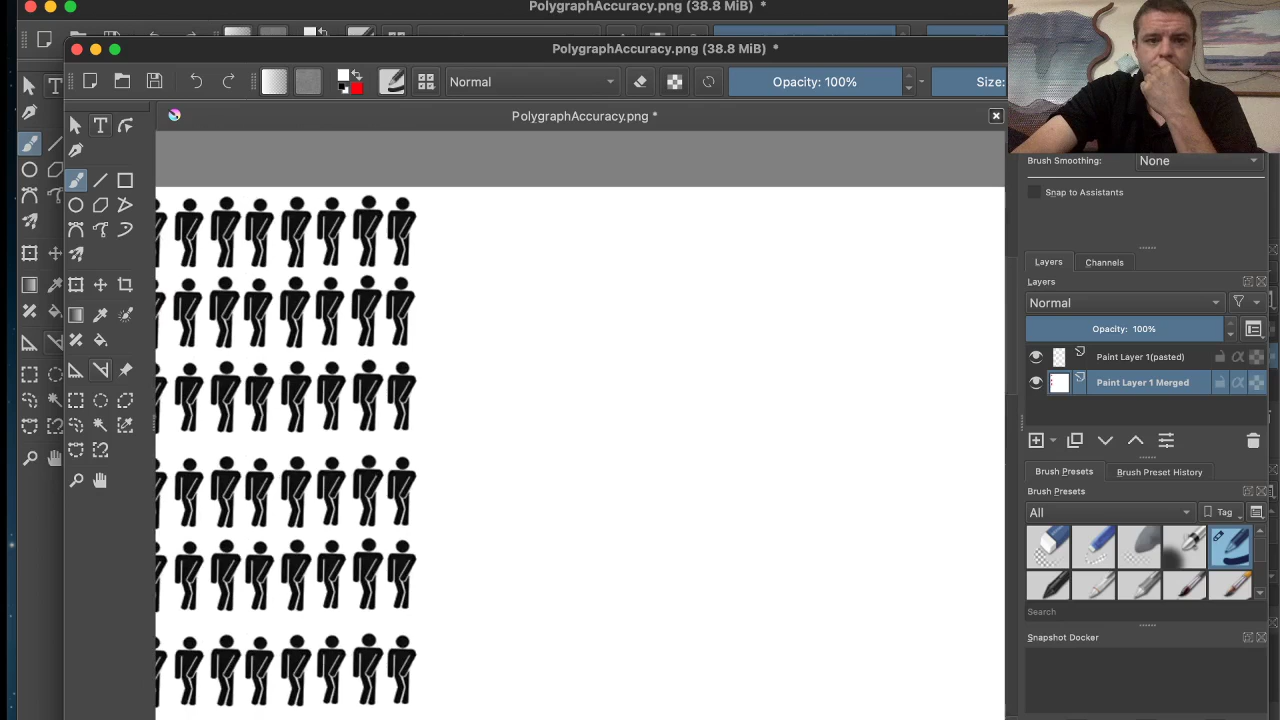 PolygraphAccuracy.png (38.8 MiB) *
PolygraphAccuracy.png (38.8 MiB) *
Normal
Opacity: 100%
Size:
PolygraphAccuracy.png *
Brush Smoothing:
None
Snap to Assistants
Layers
Channels
Layers
Normal
Opacity: 100%
Paint Layer 1(pasted)
Paint Layer 1 Merged
Brush Presets
Brush Preset History
Brush Presets
All
Tag
Search
Snapshot Docker